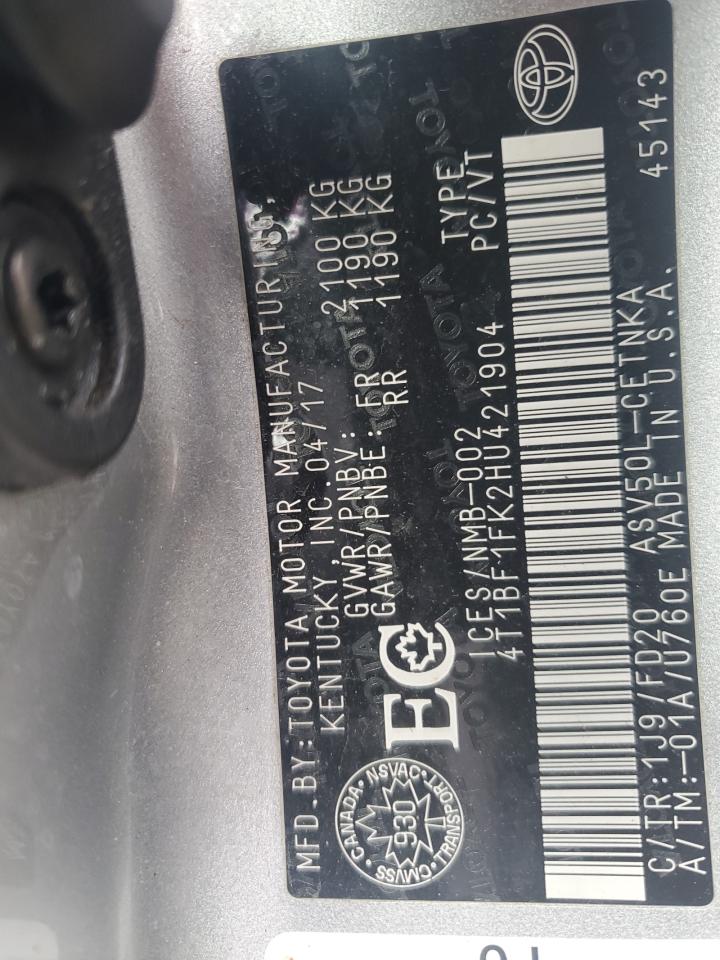 MFD.BY:TOYOTA MOTOR MANUFACTURING,
KENTUCKY, INC.04/17
GVWR/PNBV: 2100 KG
GAWR/PNBE: FR 1190 KG
RR 1190 KG
CANADA·NSVAC·TRANSPORT·CMVSS·
930
EC
ICES/NMB-002
TYPE
4T1BF1FK2HU421904 PC/VT
C/TR:1J9/FD20 ASV50L-CETNKA 45143
A/TM:-01A/U760E MADE IN U.S.A.